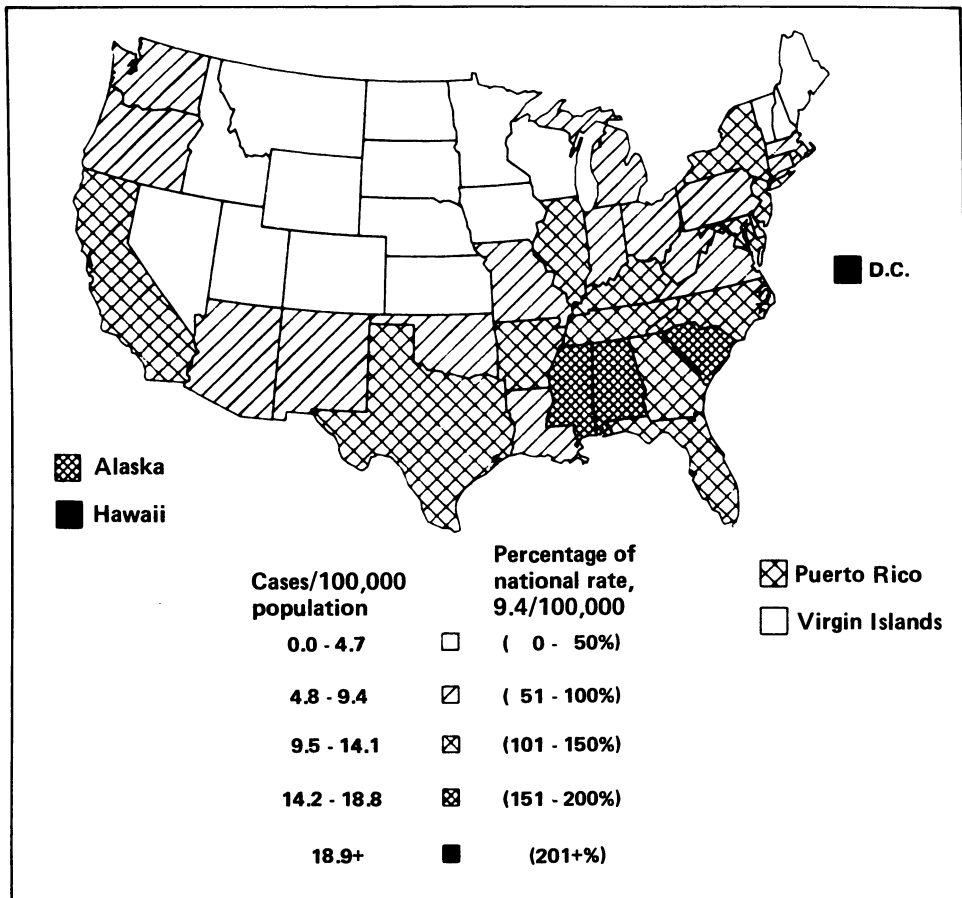 D.C.
Alaska
Hawaii
Puerto Rico
Virgin Islands
Cases/100,000
population
Percentage of
national rate,
9.4/100,000
0.0 - 4.7 ( 0 - 50%)
4.8 - 9.4 ( 51 - 100%)
9.5 - 14.1 (101 - 150%)
14.2 - 18.8 (151 - 200%)
18.9+ (201+%)